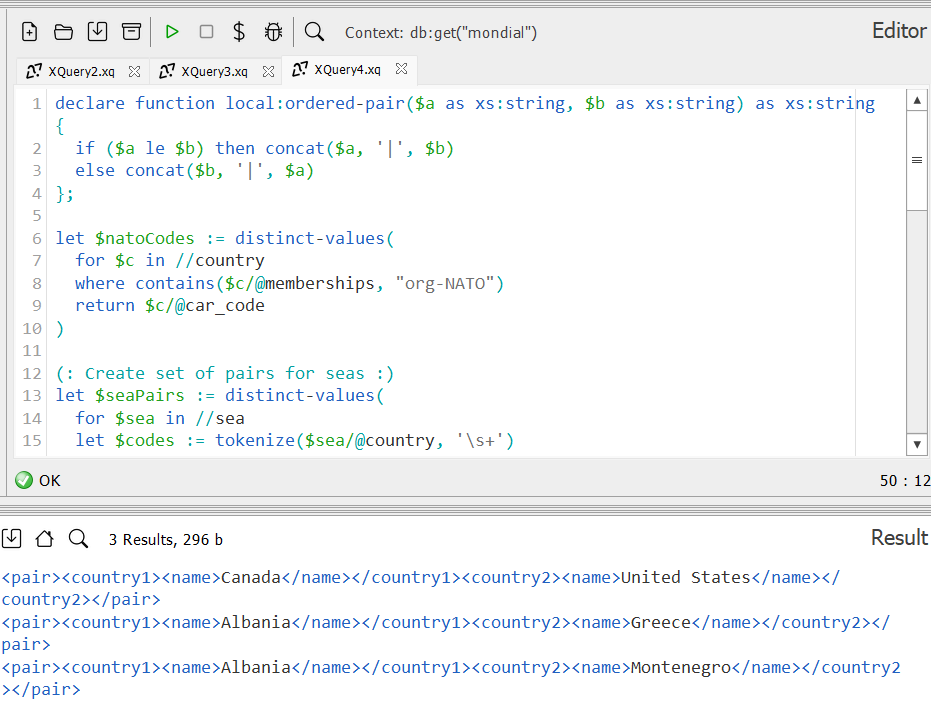 Context: db:get("mondial")
Editor
XQuery2.xq
XQuery3.xq
XQuery4.xq
1 declare function local:ordered-pair($a as xs:string, $b as xs:string) as xs:string
{
2 if ($a le $b) then concat($a, '|', $b)
3 else concat($b, '|', $a)
4 };
5
6 let $natoCodes := distinct-values(
7 for $c in //country
8 where contains($c/@memberships, "org-NATO")
9 return $c/@car_code
10 )
11
12 (: Create set of pairs for seas :)
13 let $seaPairs := distinct-values(
14 for $sea in //sea
15 let $codes := tokenize($sea/@country, '\s+')
OK
50 : 12
3 Results, 296 b
Result
<pair><country1><name>Canada</name></country1><country2><name>United States</name></
country2></pair>
<pair><country1><name>Albania</name></country1><country2><name>Greece</name></country2></
pair>
<pair><country1><name>Albania</name></country1><country2><name>Montenegro</name></country2
></pair>